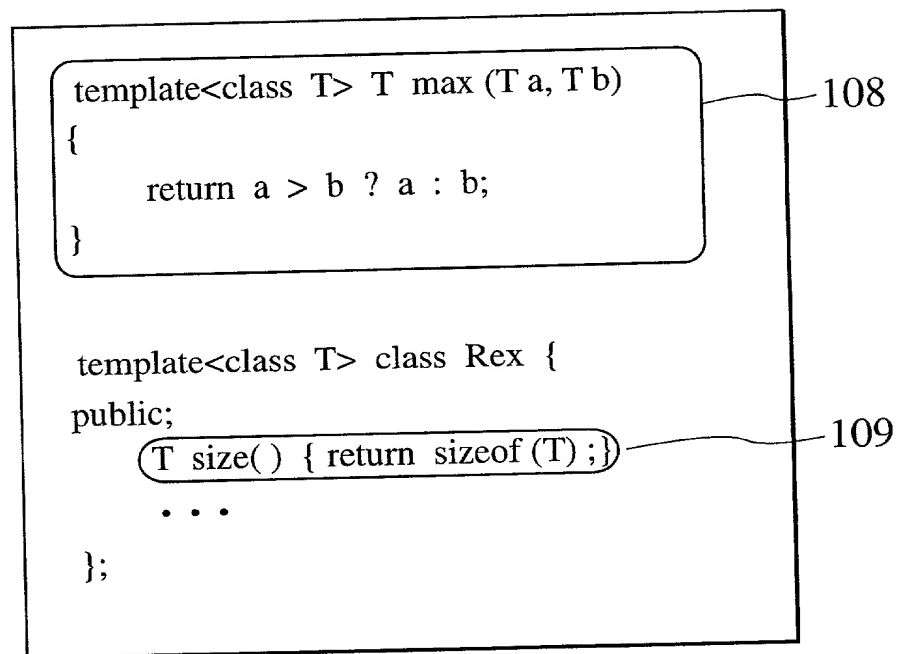 template<class T> T max (T a, T b)
108
{
return a > b ? a : b;
}
template<class T> class Rex {
public;
T size( ) { return sizeof (T) ;}
109
. . .
};